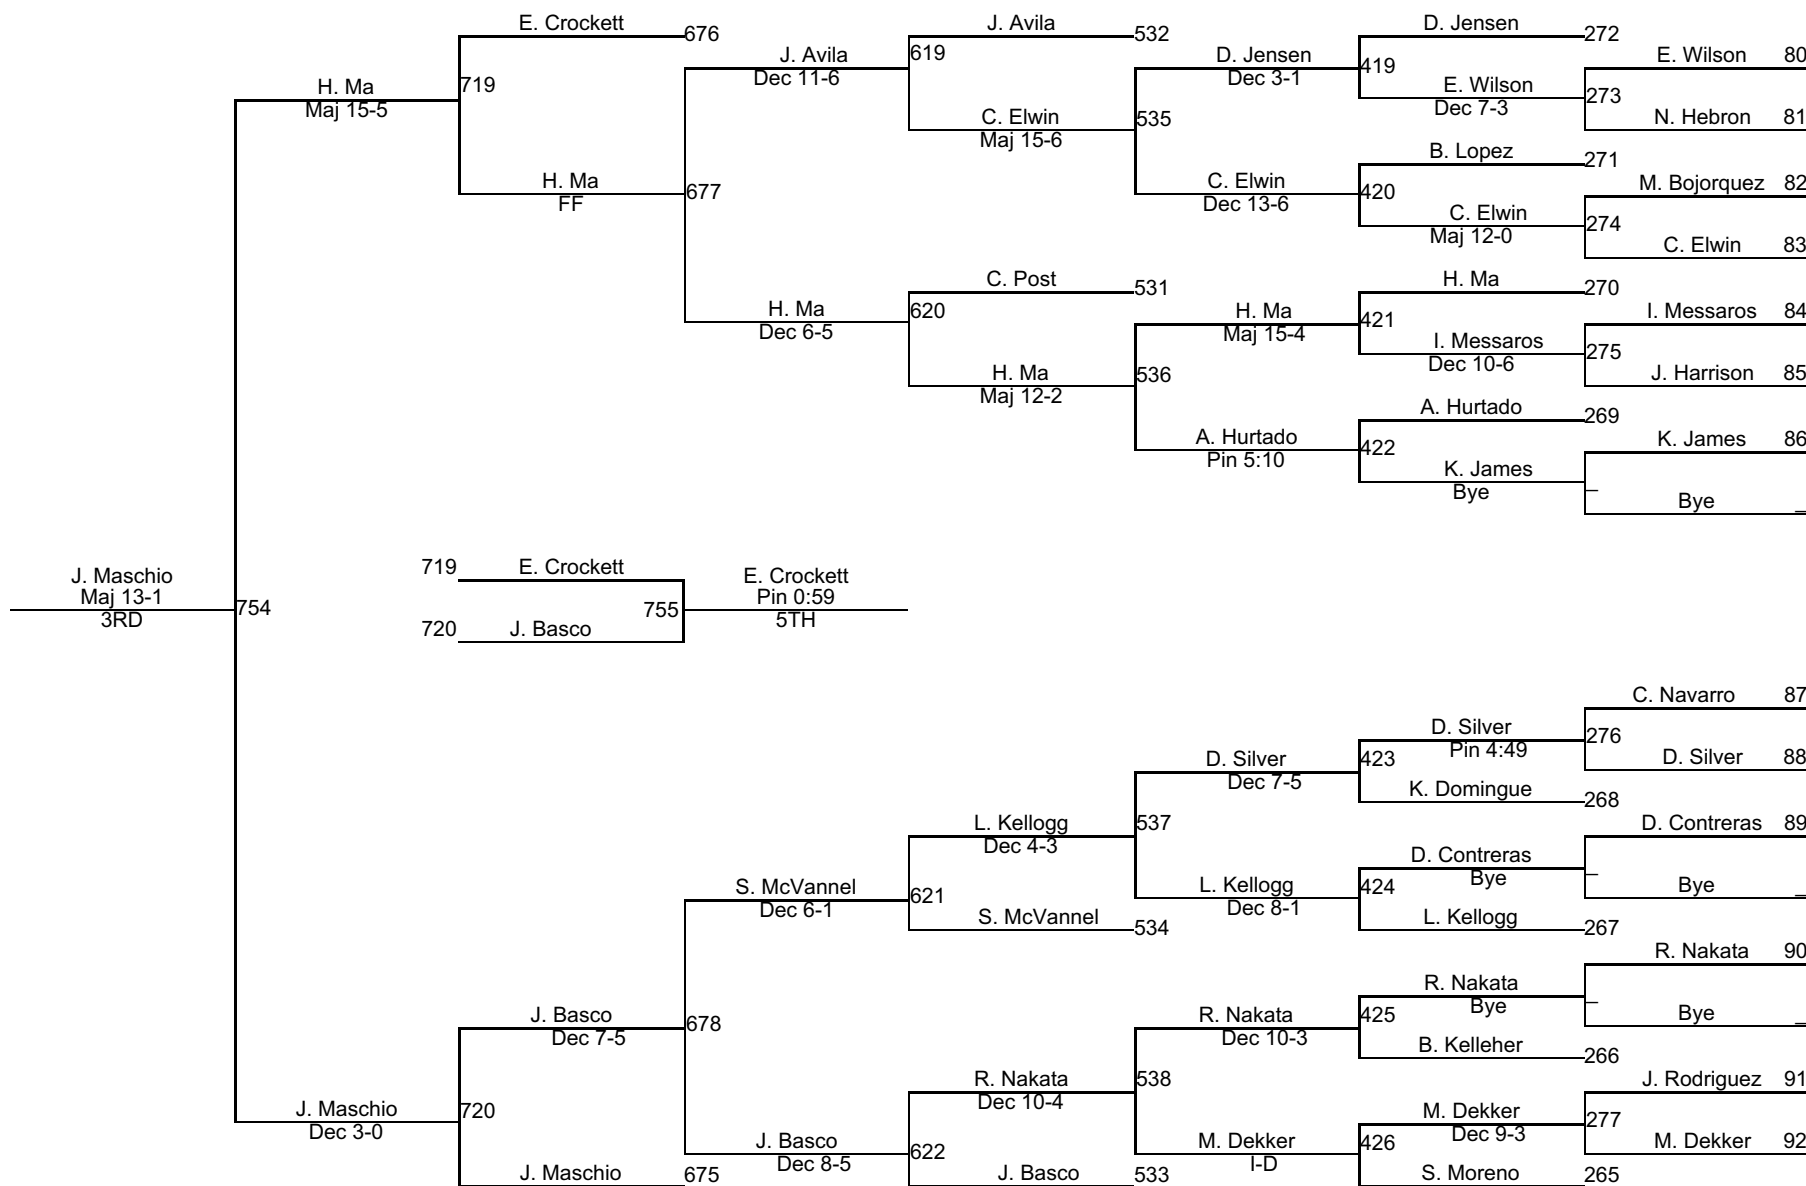 E. Crockett 676
H. Ma
Maj 15-5
719
H. Ma
FF
J. Avila
Dec 11-6
677
H. Ma
Dec 6-5
J. Avila 532
619
C. Elwin
Maj 15-6
C. Post 531
620
H. Ma
Maj 12-2
D. Jensen
Dec 3-1
535
C. Elwin
Dec 13-6
H. Ma
Maj 15-4
536
A. Hurtado
Pin 5:10
D. Jensen 272
419
E. Wilson
Dec 7-3
B. Lopez 271
420
C. Elwin
Maj 12-0
H. Ma 270
421
I. Messaros
Dec 10-6
A. Hurtado 269
422
K. James
Bye
E. Wilson 80
273
N. Hebron 81
M. Bojorquez 82
274
C. Elwin 83
I. Messaros 84
275
J. Harrison 85
K. James 86
_
Bye _
J. Maschio
Maj 13-1
3RD
754
719 E. Crockett
755
720 J. Basco
E. Crockett
Pin 0:59
5TH
J. Maschio
Dec 3-0
J. Basco
Dec 7-5
720
J. Maschio 675
S. McVannel
Dec 6-1
678
J. Basco
Dec 8-5
L. Kellogg
Dec 4-3
621
S. McVannel 534
R. Nakata
Dec 10-4
622
J. Basco 533
D. Silver
Dec 7-5
537
L. Kellogg
Dec 8-1
R. Nakata
Dec 10-3
538
M. Dekker
I-D
D. Silver
Pin 4:49
423
K. Domingue 268
D. Contreras
Bye
424
L. Kellogg 267
R. Nakata
Bye
425
B. Kelleher 266
M. Dekker
Dec 9-3
426
S. Moreno 265
C. Navarro 87
276
D. Silver 88
D. Contreras 89
_
Bye _
R. Nakata 90
_
Bye _
J. Rodriguez 91
277
M. Dekker 92